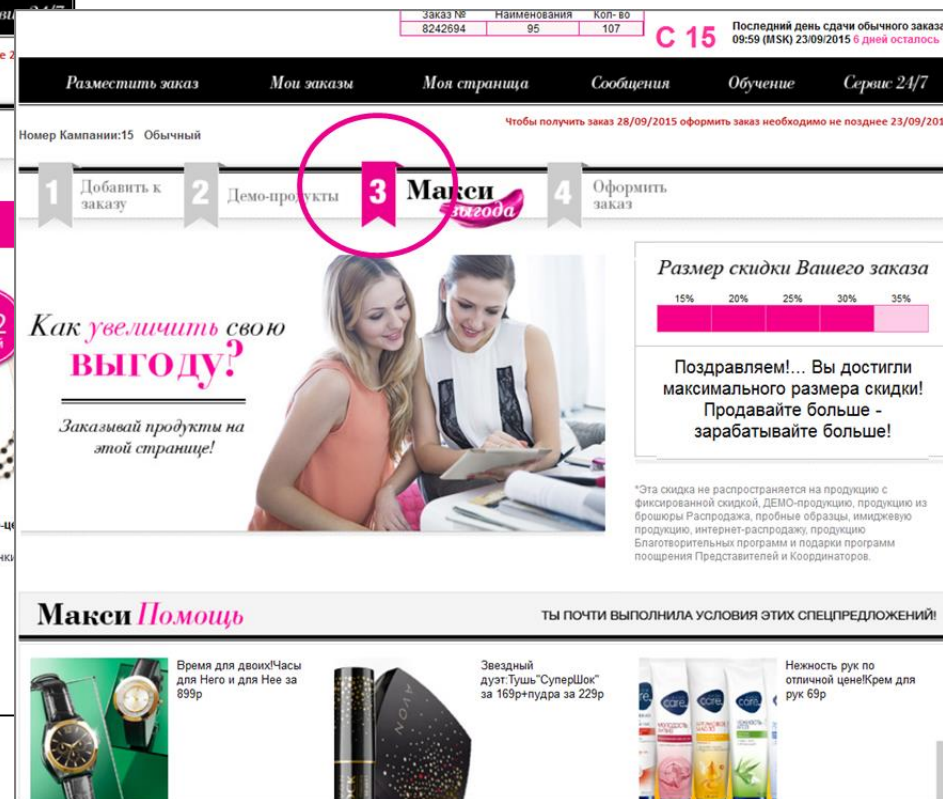 Заказ № Наименования Кол- во
8242694 95 107
С 15
Последний день сдачи обычного заказа
09:59 (MSK) 23/09/2015 6 дней осталось
Разместить заказ Мои заказы Моя страница Сообщения Обучение Сервис 24/7
Номер Кампании:15 Обычный
Чтобы получить заказ 28/09/2015 оформить заказ необходимо не позднее 23/09/201
1 Добавить к
заказу
2 Демо-продукты
3 Макси
выгода
4 Оформить
заказ
Как увеличить свою
выгоду?
Заказывай продукты на
этой странице!
Размер скидки Вашего заказа
15% 20% 25% 30% 35%
Поздравляем!... Вы достигли
максимального размера скидки!
Продавайте больше -
зарабатывайте больше!
*Эта скидка не распространяется на продукцию с
фиксированной скидкой, ДЕМО-продукцию, продукцию из
брошюры Распродажа, пробные образцы, имиджевую
продукцию, интернет-распродажу, продукцию
Благотворительных программ и подарки программ
поощрения Представителей и Координаторов.
Макси Помощь
ТЫ ПОЧТИ ВЫПОЛНИЛА УСЛОВИЯ ЭТИХ СПЕЦПРЕДЛОЖЕНИЙ!
Время для двоих!Часы
для Него и для Нее за
899р
Звездный
дуэт:Тушь"СуперШок"
за 169р+пудра за 229р
Нежность рук по
отличной цене!Крем для
рук 69р
AVON
care care care